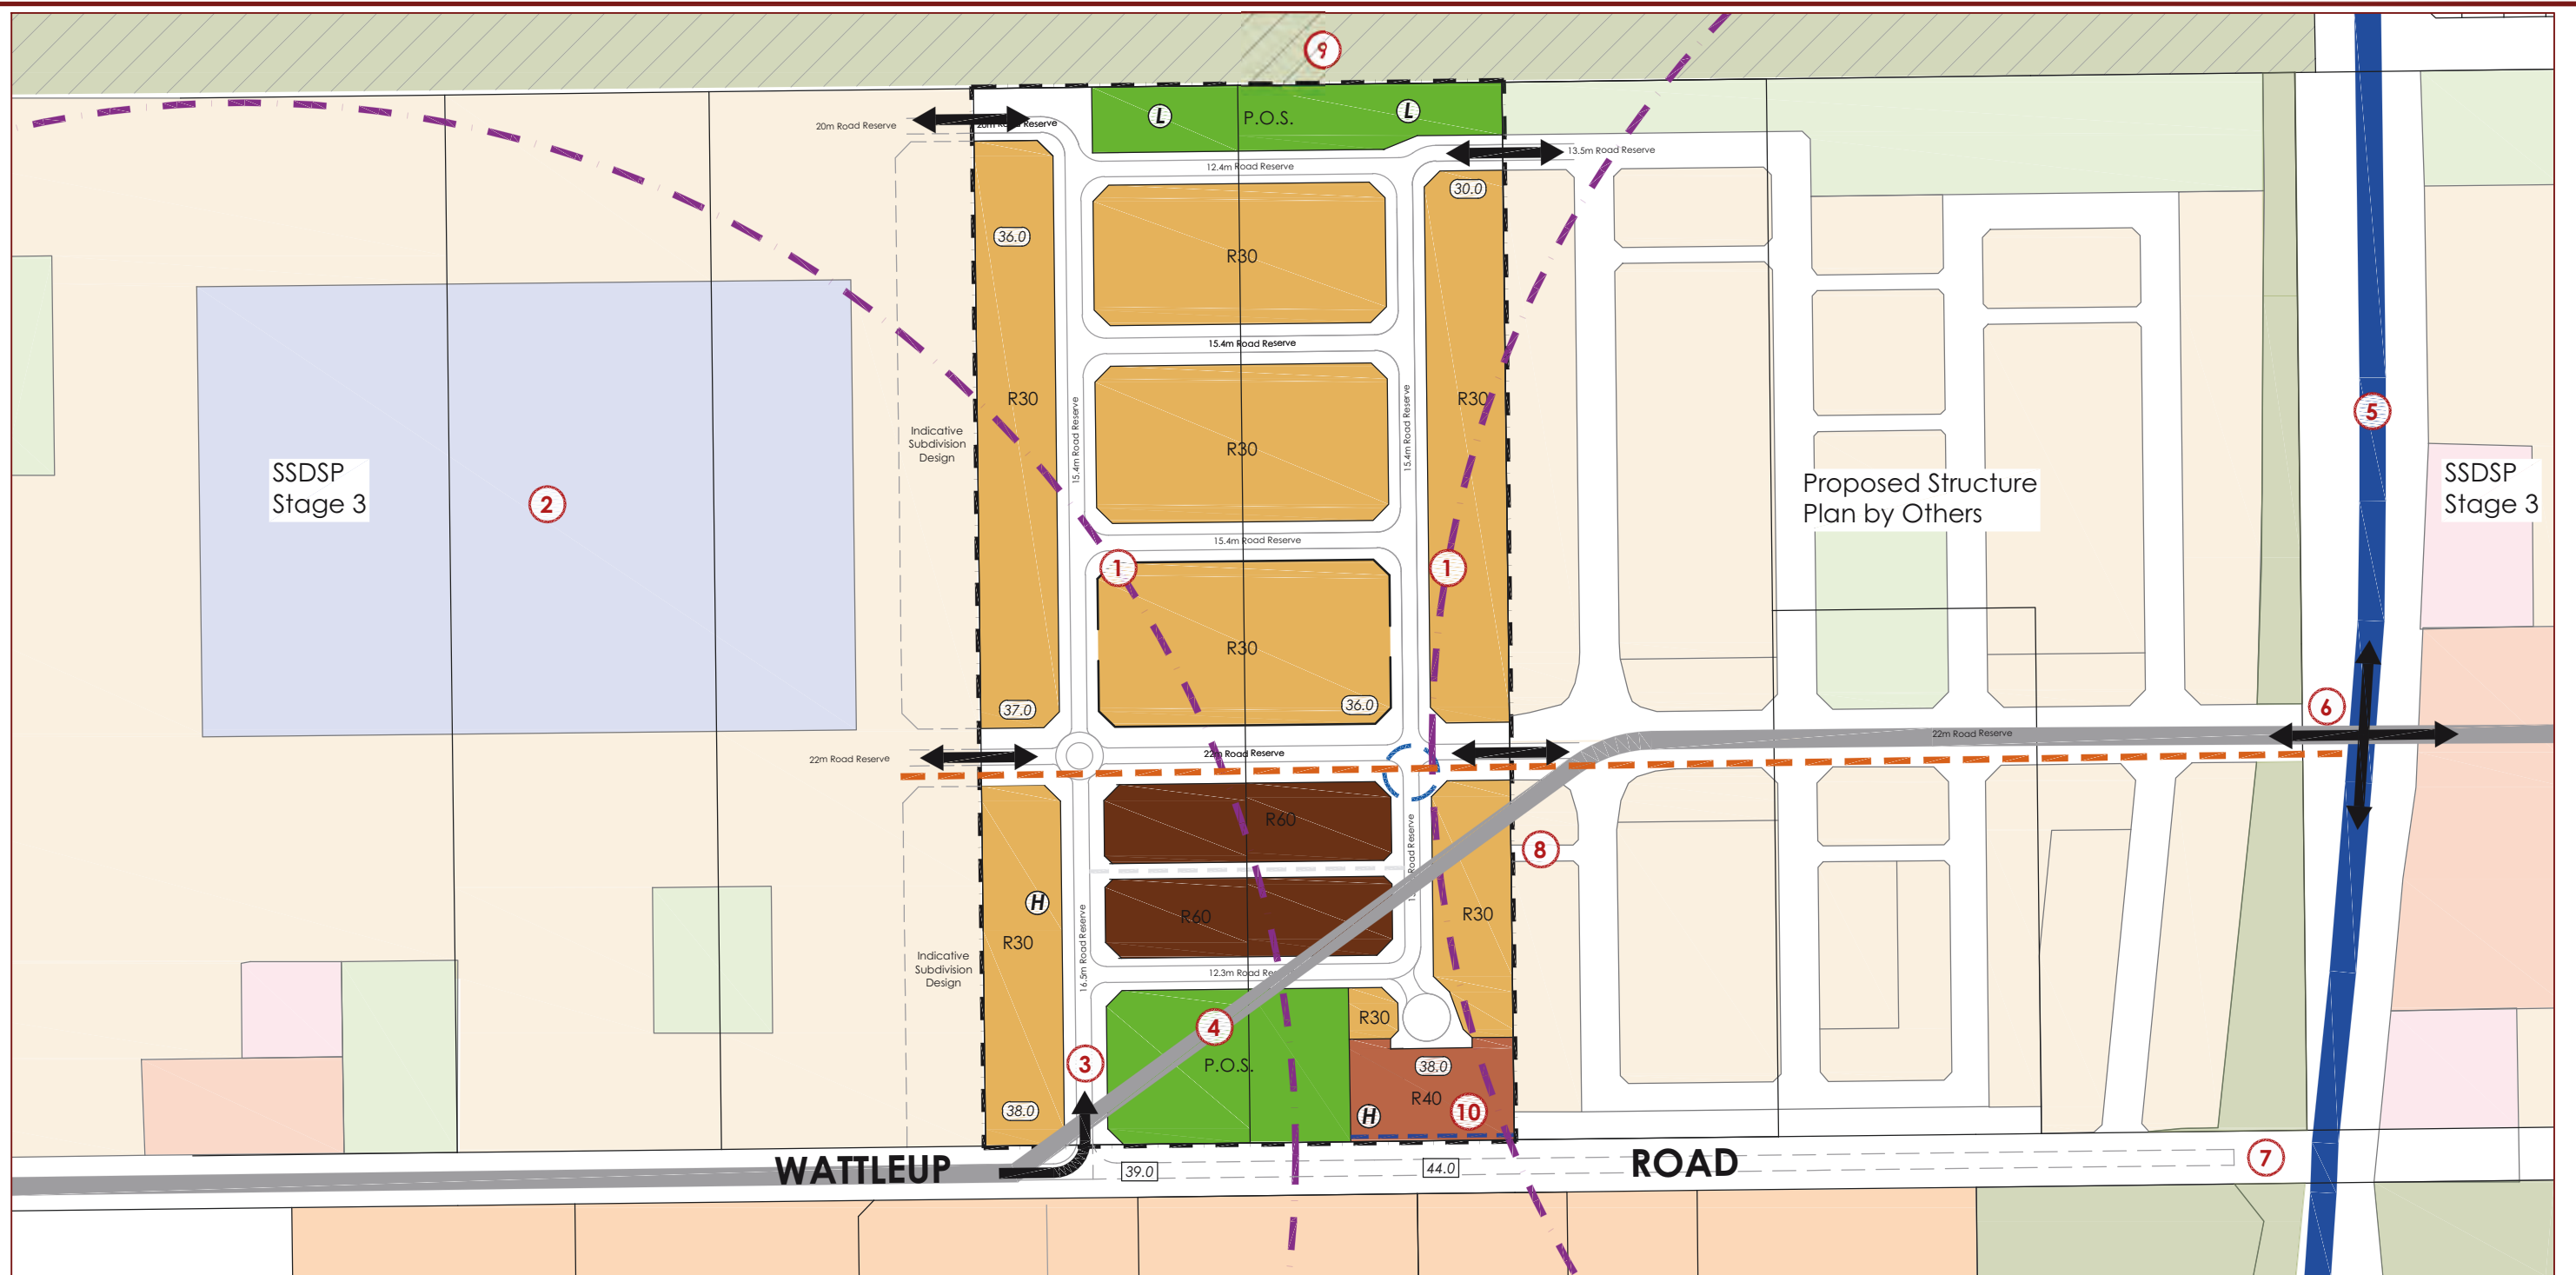 9
L
P.O.S.
L
20m Road Reserve
20m Road Reserve
13.5m Road Reserve
12.4m Road Reserve
30.0
36.0
R30
15.4m Road Reserve
5
R30
R30
15.4m Road Reserve
15.4m Road Reserve
Indicative
Subdivision
Design
R30
SSDSP
Stage 3
2
Proposed Structure
Plan by Others
SSDSP
Stage 3
15.4m Road Reserve
1
1
R30
37.0
36.0
6
22m Road Reserve
22m Road Reserve
22m Road Reserve
R60
8
Road Reserve
H
R60
R30
R30
16.5m Road Reserve
Indicative
Subdivision
Design
12.3m Road
R30
4
3
P.O.S.
38.0
R40
10
H
38.0
WATTLEUP
39.0
44.0
ROAD
7